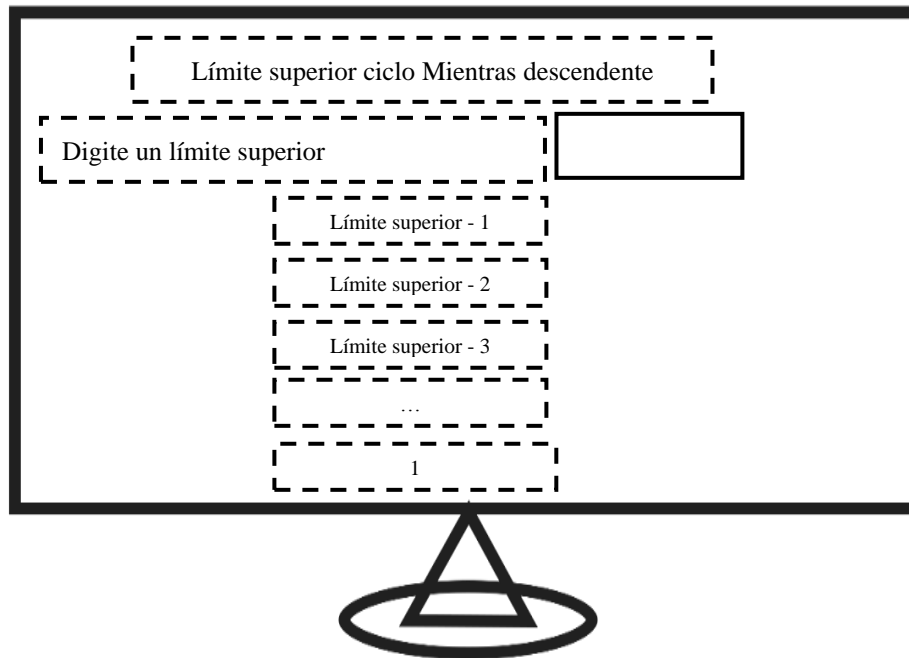 Límite superior ciclo Mientras descendente
Digite un límite superior
Límite superior - 1
Límite superior - 2
Límite superior - 3
…
1